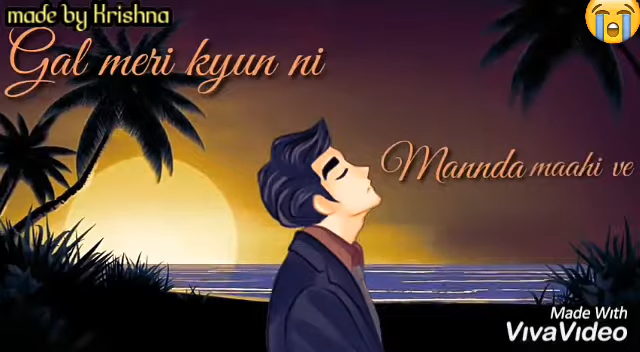 made by Krishna
Gal meri kyun ni
Mannda maahi ve
Made With
VivaVideo